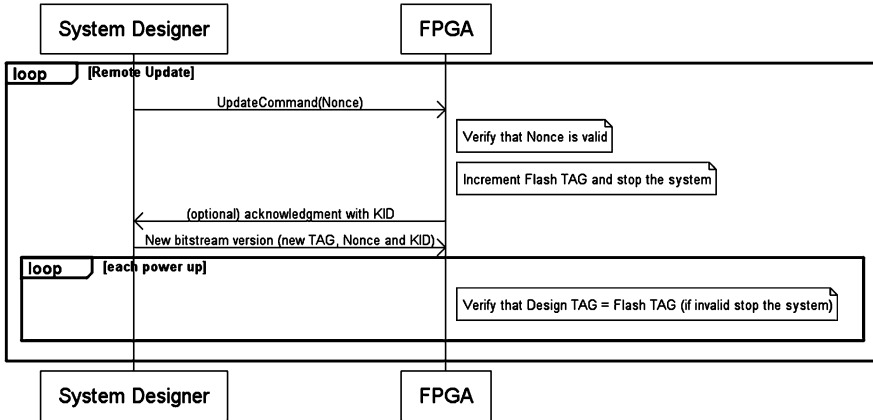 System Designer
FPGA
loop
[Remote Update]
UpdateCommand(Nonce)
Verify that Nonce is valid
Increment Flash TAG and stop the system
(optional) acknowledgment with KID
New bitstream version (new TAG, Nonce and KID)
loop
[each power up]
Verify that Design TAG = Flash TAG (if invalid stop the system)
System Designer
FPGA